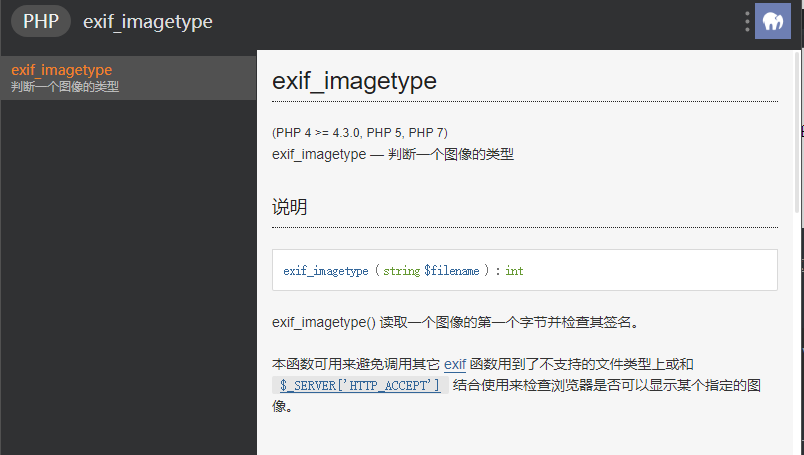 PHP exif_imagetype
exif_imagetype
判断一个图像的类型
exif_imagetype
(PHP 4 >= 4.3.0, PHP 5, PHP 7)
exif_imagetype — 判断一个图像的类型
说明
exif_imagetype ( string $filename ) : int
exif_imagetype() 读取一个图像的第一个字节并检查其签名。
本函数可用来避免调用其它 exif 函数用到了不支持的文件类型上或和
$_SERVER['HTTP_ACCEPT'] 结合使用来检查浏览器是否可以显示某个指定的图
像。